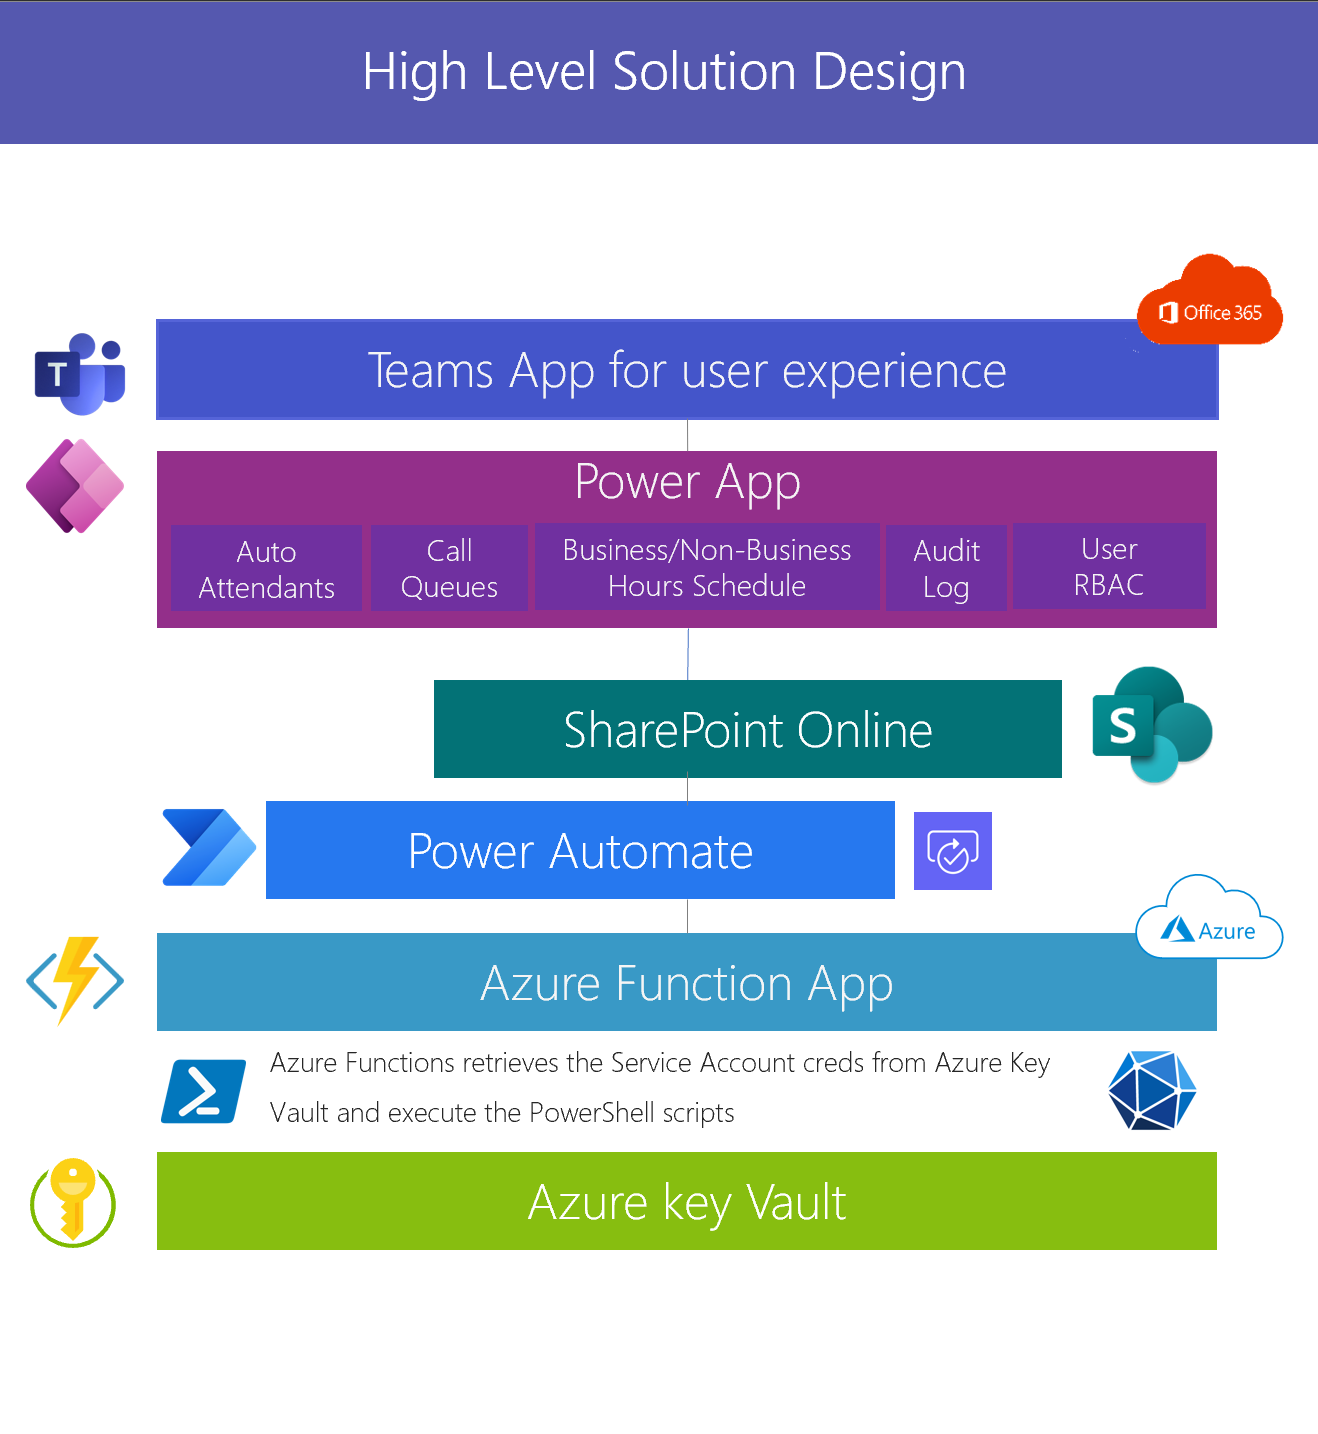 High Level Solution Design
Office 365
T
Teams App for user experience
Power App
Auto
Attendants
Call
Queues
Business/Non-Business
Hours Schedule
Audit
Log
User
RBAC
SharePoint Online
S
Power Automate
Azure
Azure Function App
Azure Functions retrieves the Service Account creds from Azure Key
Vault and execute the PowerShell scripts
Azure key Vault